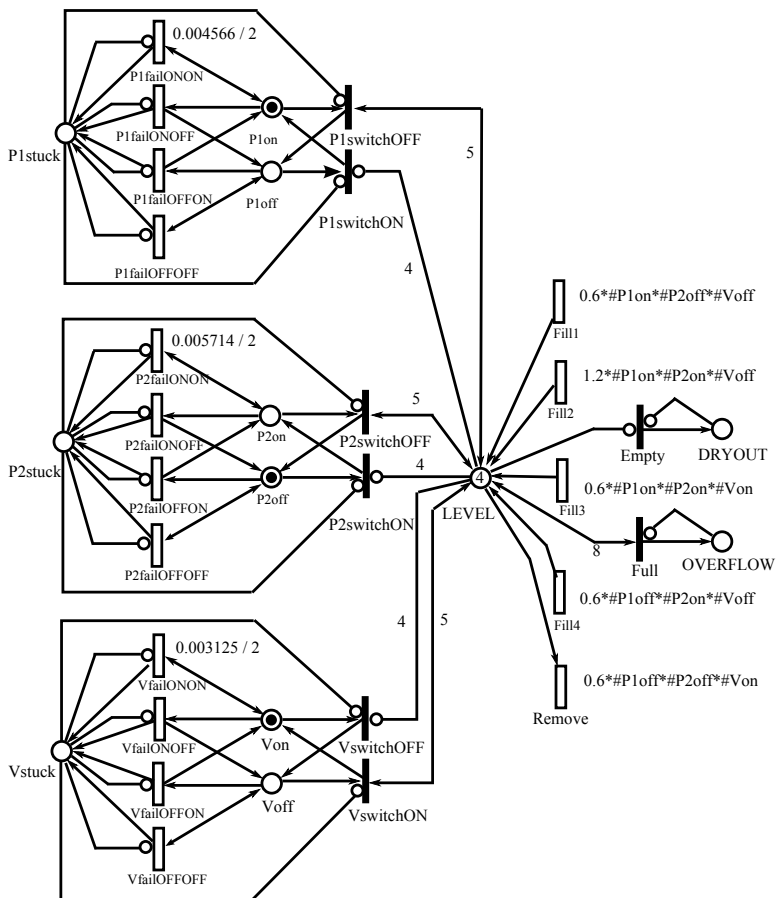 0.004566 / 2
P1failONON
P1failONOFF
P1on
P1switchOFF
P1stuck
5
P1failOFFON
P1off
P1switchON
P1failOFFOFF
4
0.6*#P1on*#P2off*#Voff
Fill1
0.005714 / 2
P2failONON
1.2*#P1on*#P2on*#Voff
Fill2
5
P2failONOFF
P2on
P2switchOFF
P2stuck
Empty
DRYOUT
4
4
P2failOFFON
P2off
P2switchON
LEVEL
0.6*#P1on*#P2on*#Von
Fill3
8
P2failOFFOFF
Full
OVERFLOW
0.6*#P1off*#P2on*#Voff
Fill4
4
5
0.003125 / 2
VfailONON
0.6*#P1off*#P2off*#Von
Remove
VfailONOFF
Von
VswitchOFF
Vstuck
VfailOFFON
Voff
VswitchON
VfailOFFOFF